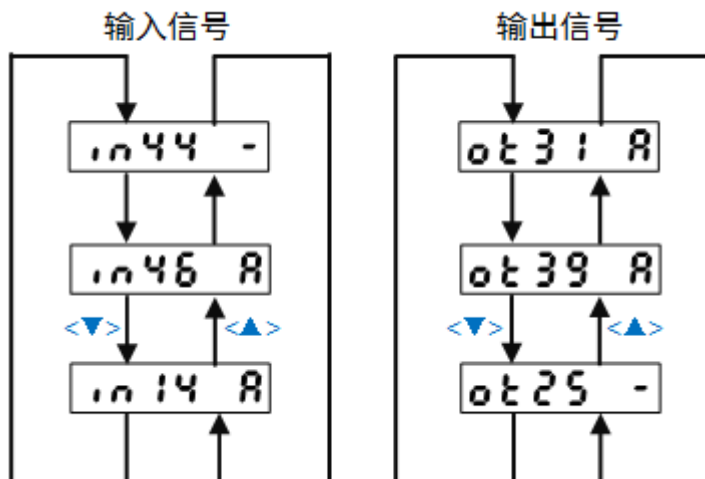 输入信号
in44 -
in46 A
<▼> <▲>
in14 A
输出信号
ot31 A
ot39 A
<▼> <▲>
ot25 -